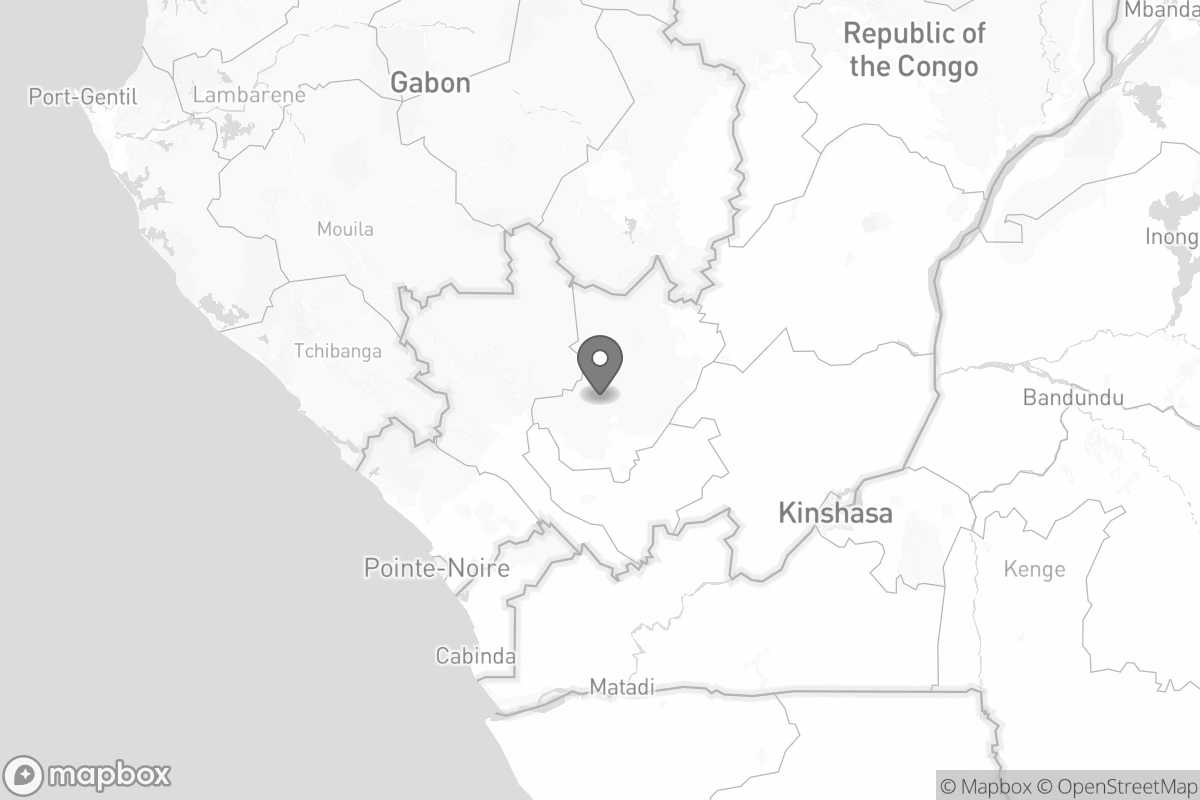 Mbanda
Republic of
the Congo
Gabon
Port-Gentil
Lambarene
Mouila
Inong
Tchibanga
Bandundu
Kinshasa
Pointe-Noire
Kenge
Cabinda
Matadi
mapbox
© Mapbox © OpenStreetMap